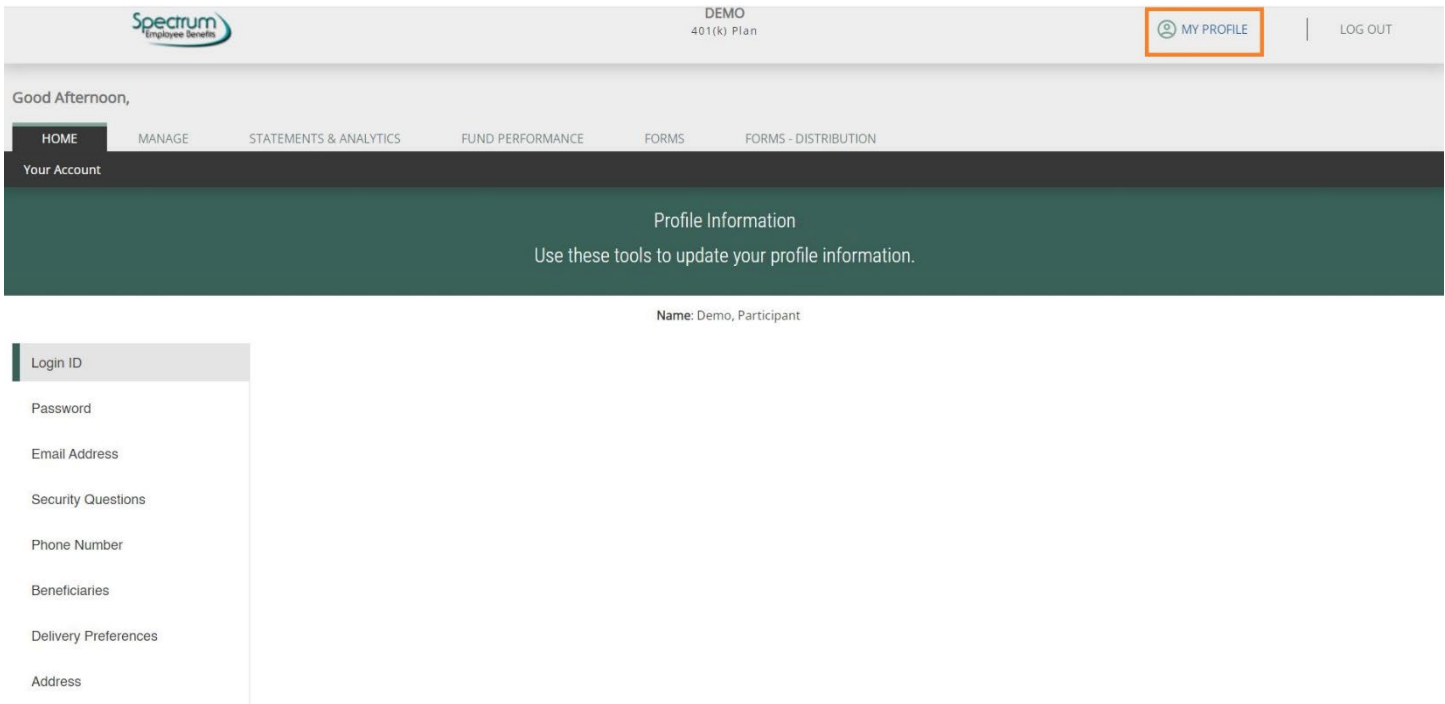 Spectrum
Employee Benefits
DEMO
401(k) Plan
MY PROFILE
LOG OUT
Good Afternoon,
HOME MANAGE STATEMENTS & ANALYTICS FUND PERFORMANCE FORMS FORMS - DISTRIBUTION
Your Account
Profile Information
Use these tools to update your profile information.
Name: Demo, Participant
Login ID
Password
Email Address
Security Questions
Phone Number
Beneficiaries
Delivery Preferences
Address